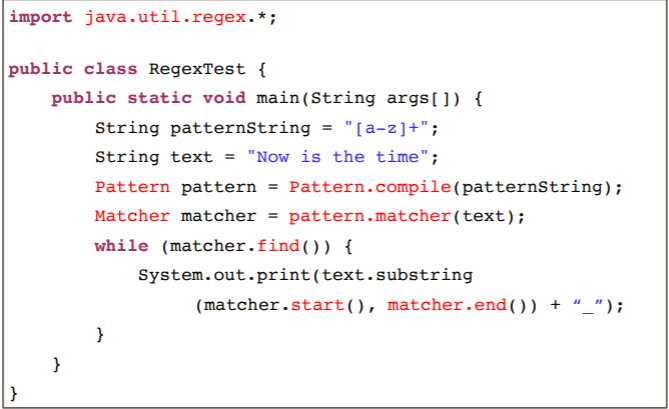 import java.util.regex.*;
public class RegexTest {
public static void main(String args[]) {
String patternString = "[a-z]+";
String text = "Now is the time";
Pattern pattern = Pattern.compile(patternString);
Matcher matcher = pattern.matcher(text);
while (matcher.find()) {
System.out.print(text.substring
(matcher.start(), matcher.end()) + “_”);
}
}
}